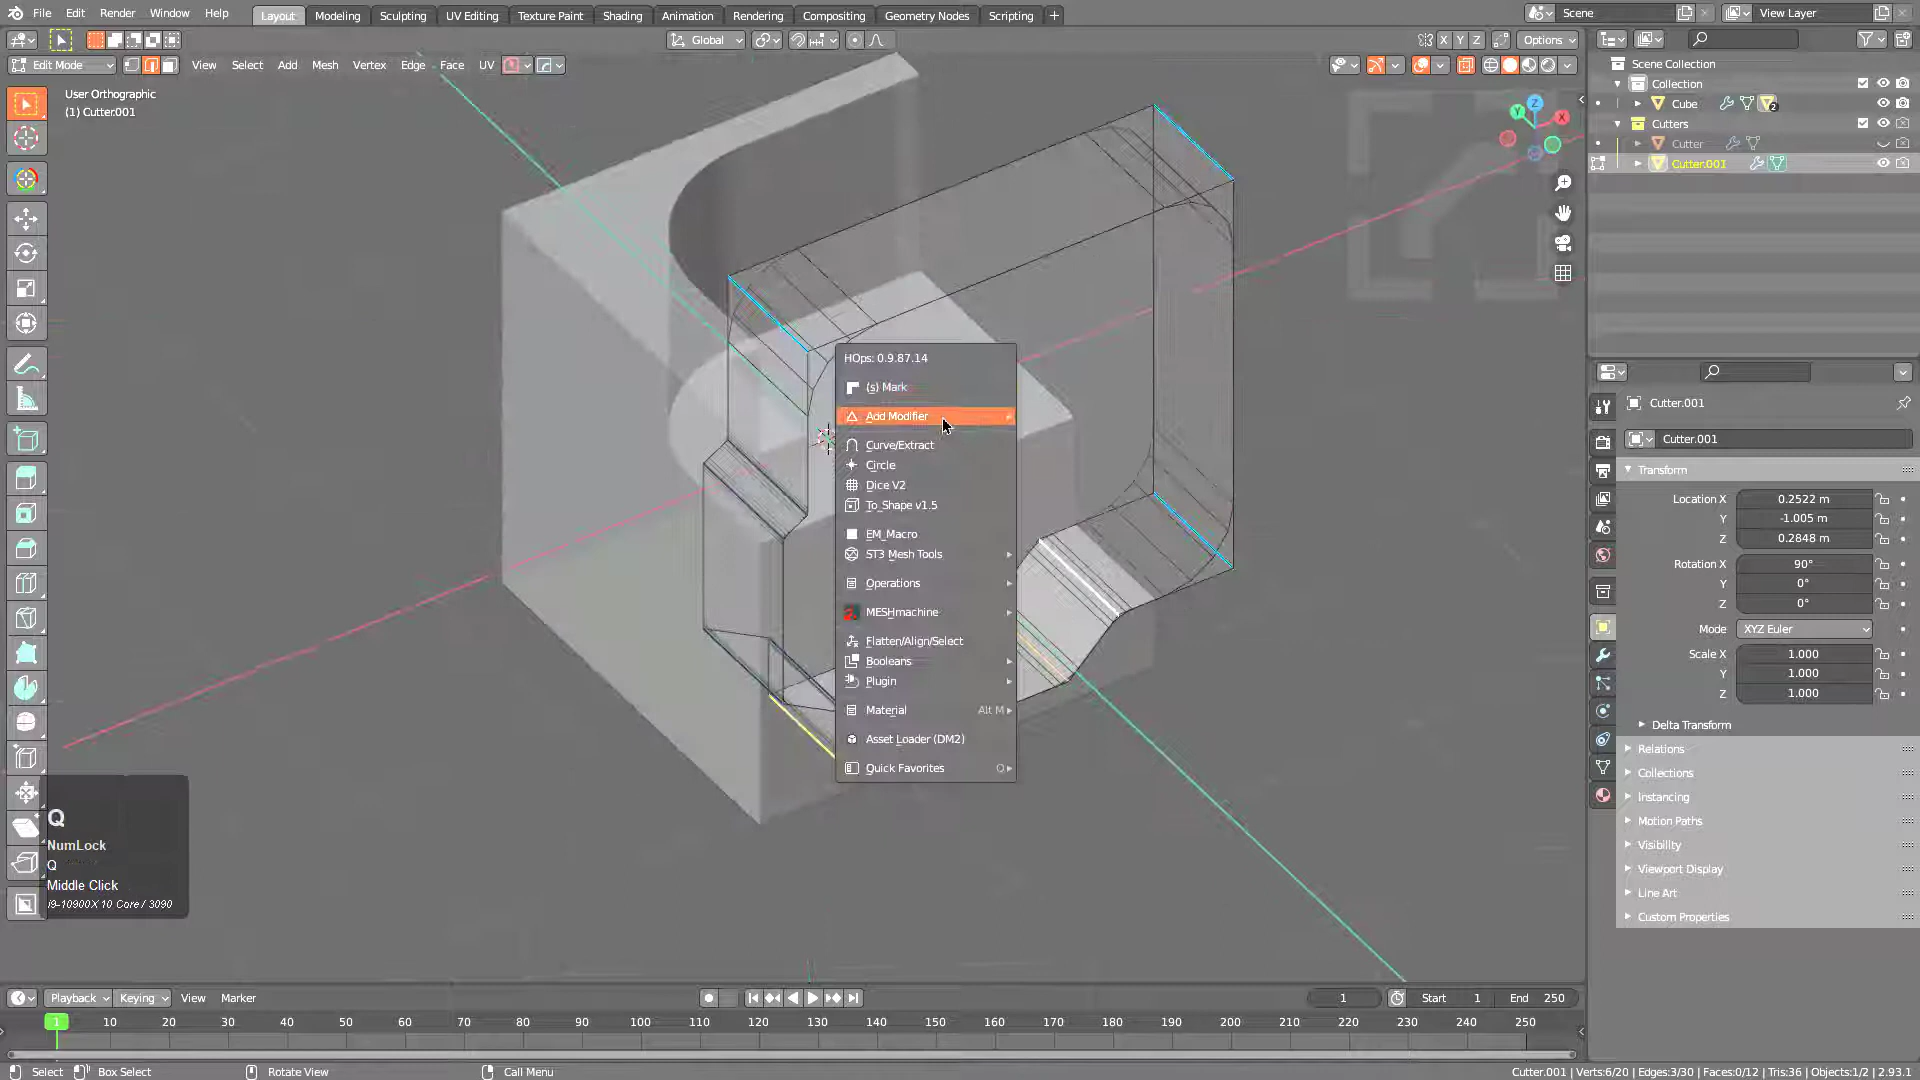 File Edit Render Window Help Layout Modeling Sculpting UV Editing Texture Paint Shading Animation Rendering Compositing Geometry Nodes Scripting + Scene View Layer
Global X Y Z Options
Edit Mode View Select Add Mesh Vertex Edge Face UV
User Orthographic
(1) Cutter.001
Z
Y
X
Scene Collection
Collection
Cube 2
Cutters
Cutter
Cutter.001
HOps: 0.9.87.14
(s) Mark
Add Modifier
Curve/Extract
Circle
Dice V2
To_Shape v1.5
EM_Macro
ST3 Mesh Tools
Operations
MESHmachine
Flatten/Align/Select
Booleans
Plugin
Material Alt M
Asset Loader (DM2)
Quick Favorites Q
Cutter.001
Cutter.001
Transform
Location X 0.2522 m
Y -1.005 m
Z 0.2848 m
Rotation X 90°
Y 0°
Z 0°
Mode XYZ Euler
Scale X 1.000
Y 1.000
Z 1.000
Delta Transform
Relations
Collections
Instancing
Motion Paths
Visibility
Viewport Display
Line Art
Custom Properties
Q
NumLock
Q
Middle Click
i9-10900X 10 Core / 3090
Playback Keying View Marker 1 Start 1 End 250
1 10 20 30 40 50 60 70 80 90 100 110 120 130 140 150 160 170 180 190 200 210 220 230 240 250
Select Box Select Rotate View Call Menu Cutter.001 | Verts:6/20 | Edges:3/30 | Faces:0/12 | Tris:36 | Objects:1/2 | 2.93.1